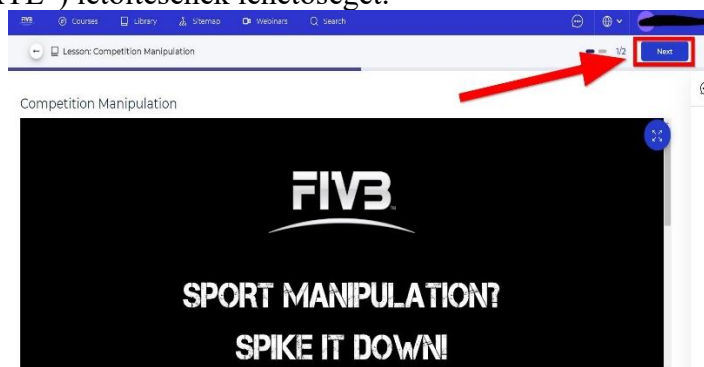 letöltésének lehetőségét.
FIVB Courses Library Sitemap Webinars Search
Lesson: Competition Manipulation 1/2 Next
Competition Manipulation
FIVB
SPORT MANIPULATION?
SPIKE IT DOWN!